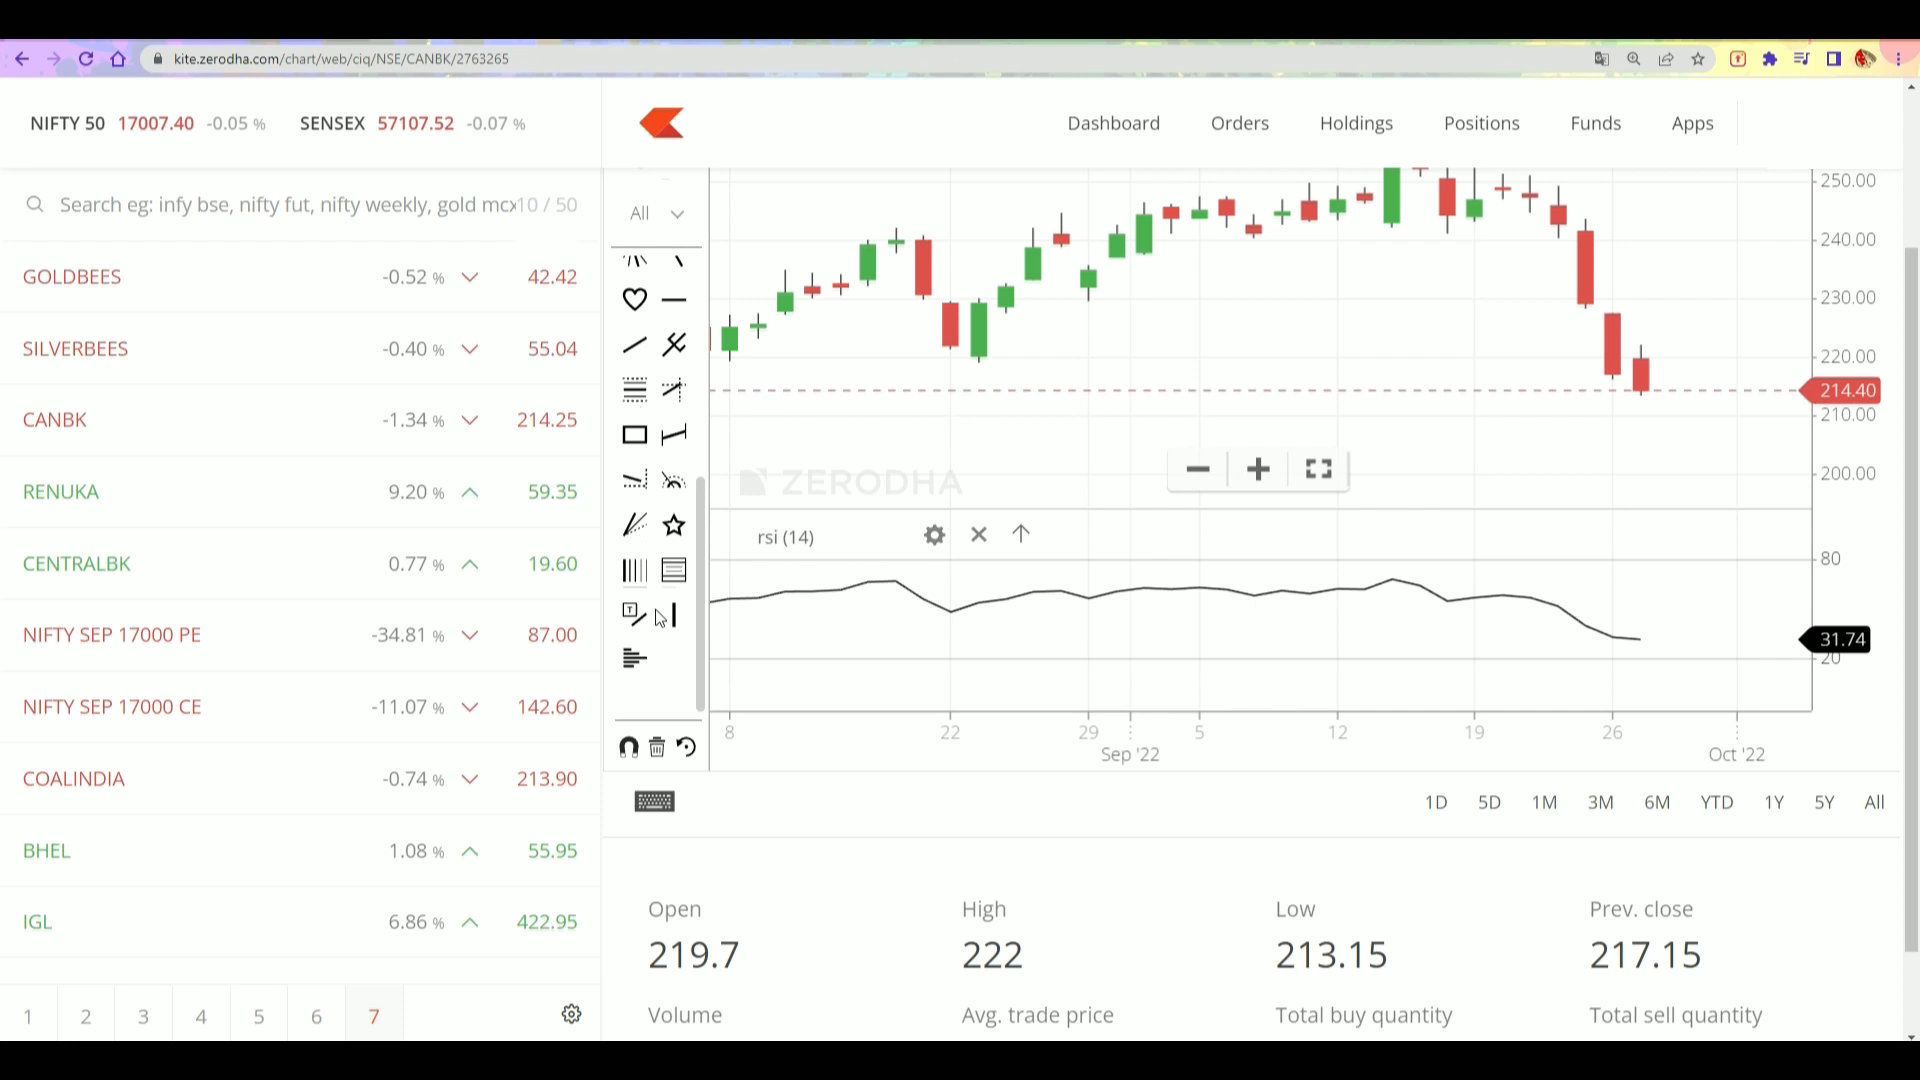 kite.zerodha.com/chart/web/ciq/NSE/CANBK/2763265
NIFTY 50 17007.40 -0.05 % SENSEX 57107.52 -0.07 %
Dashboard Orders Holdings Positions Funds Apps
Search eg: infy bse, nifty fut, nifty weekly, gold mcx 10 / 50
GOLDBEES -0.52 % 42.42
SILVERBEES -0.40 % 55.04
CANBK -1.34 % 214.25
RENUKA 9.20 % 59.35
CENTRALBK 0.77 % 19.60
NIFTY SEP 17000 PE -34.81 % 87.00
NIFTY SEP 17000 CE -11.07 % 142.60
COALINDIA -0.74 % 213.90
BHEL 1.08 % 55.95
IGL 6.86 % 422.95
1 2 3 4 5 6 7
All
T
250.00
240.00
230.00
220.00
214.40
210.00
200.00
ZERODHA
rsi (14)
80
31.74
20
8 22 29 5 12 19 26
Sep '22 Oct '22
1D 5D 1M 3M 6M YTD 1Y 5Y All
Open High Low Prev. close
219.7 222 213.15 217.15
Volume Avg. trade price Total buy quantity Total sell quantity